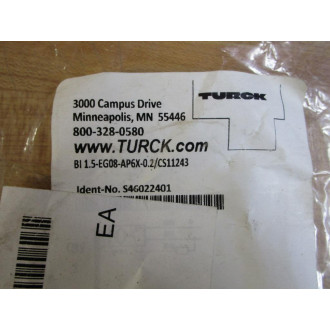 3000 Campus Drive
Minneapolis, MN 55446
800-328-0580
www.TURCK.com
BI 1.5-EG08-AP6X-0.2/CS11243
Ident-No. S46022401
TURCK
EA